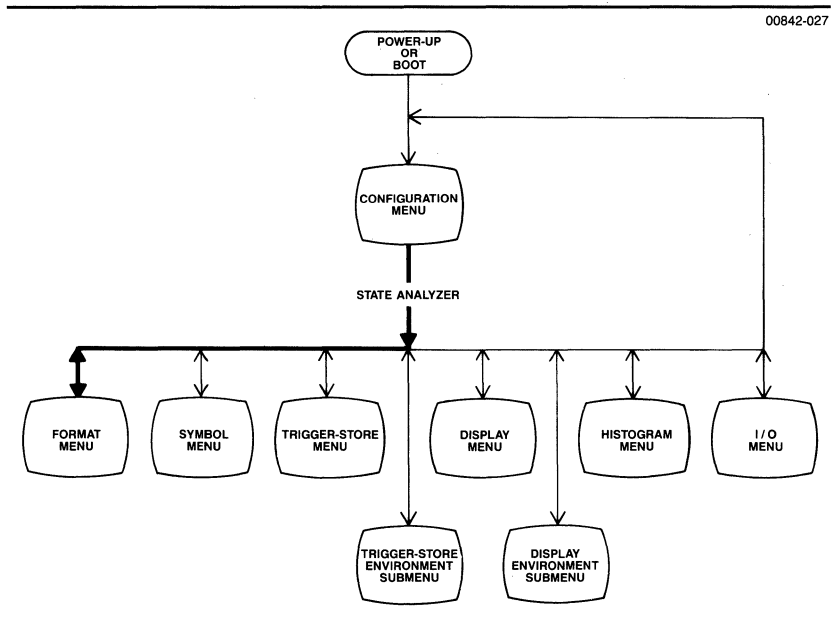 00842-027
POWER-UP
OR
BOOT
CONFIGURATION
MENU
STATE ANALYZER
FORMAT
MENU
SYMBOL
MENU
TRIGGER-STORE
MENU
DISPLAY
MENU
HISTOGRAM
MENU
I/O
MENU
TRIGGER-STORE
ENVIRONMENT
SUBMENU
DISPLAY
ENVIRONMENT
SUBMENU